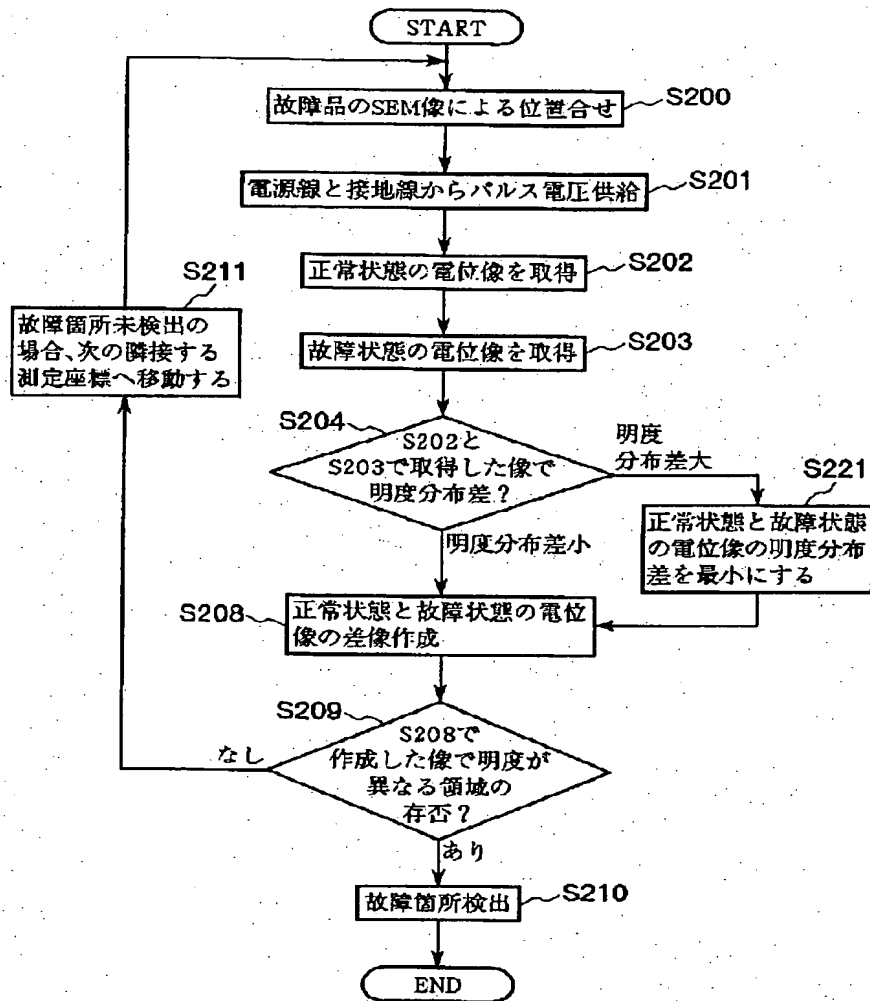 START
故障品のSEM像による位置合せ
S200
電源線と接地線からパルス電圧供給
S201
正常状態の電位像を取得
S202
S211
故障箇所未検出の
場合、次の隣接する
測定座標へ移動する
故障状態の電位像を取得
S203
S204
S202と
S203で取得した像で
明度分布差？
明度
分布差大
S221
正常状態と故障状態
の電位像の明度分布
差を最小にする
明度分布差小
S208
正常状態と故障状態の電位
像の差像作成
S209
S208で
作成した像で明度が
異なる領域の
存否？
なし
あり
故障箇所検出
S210
END